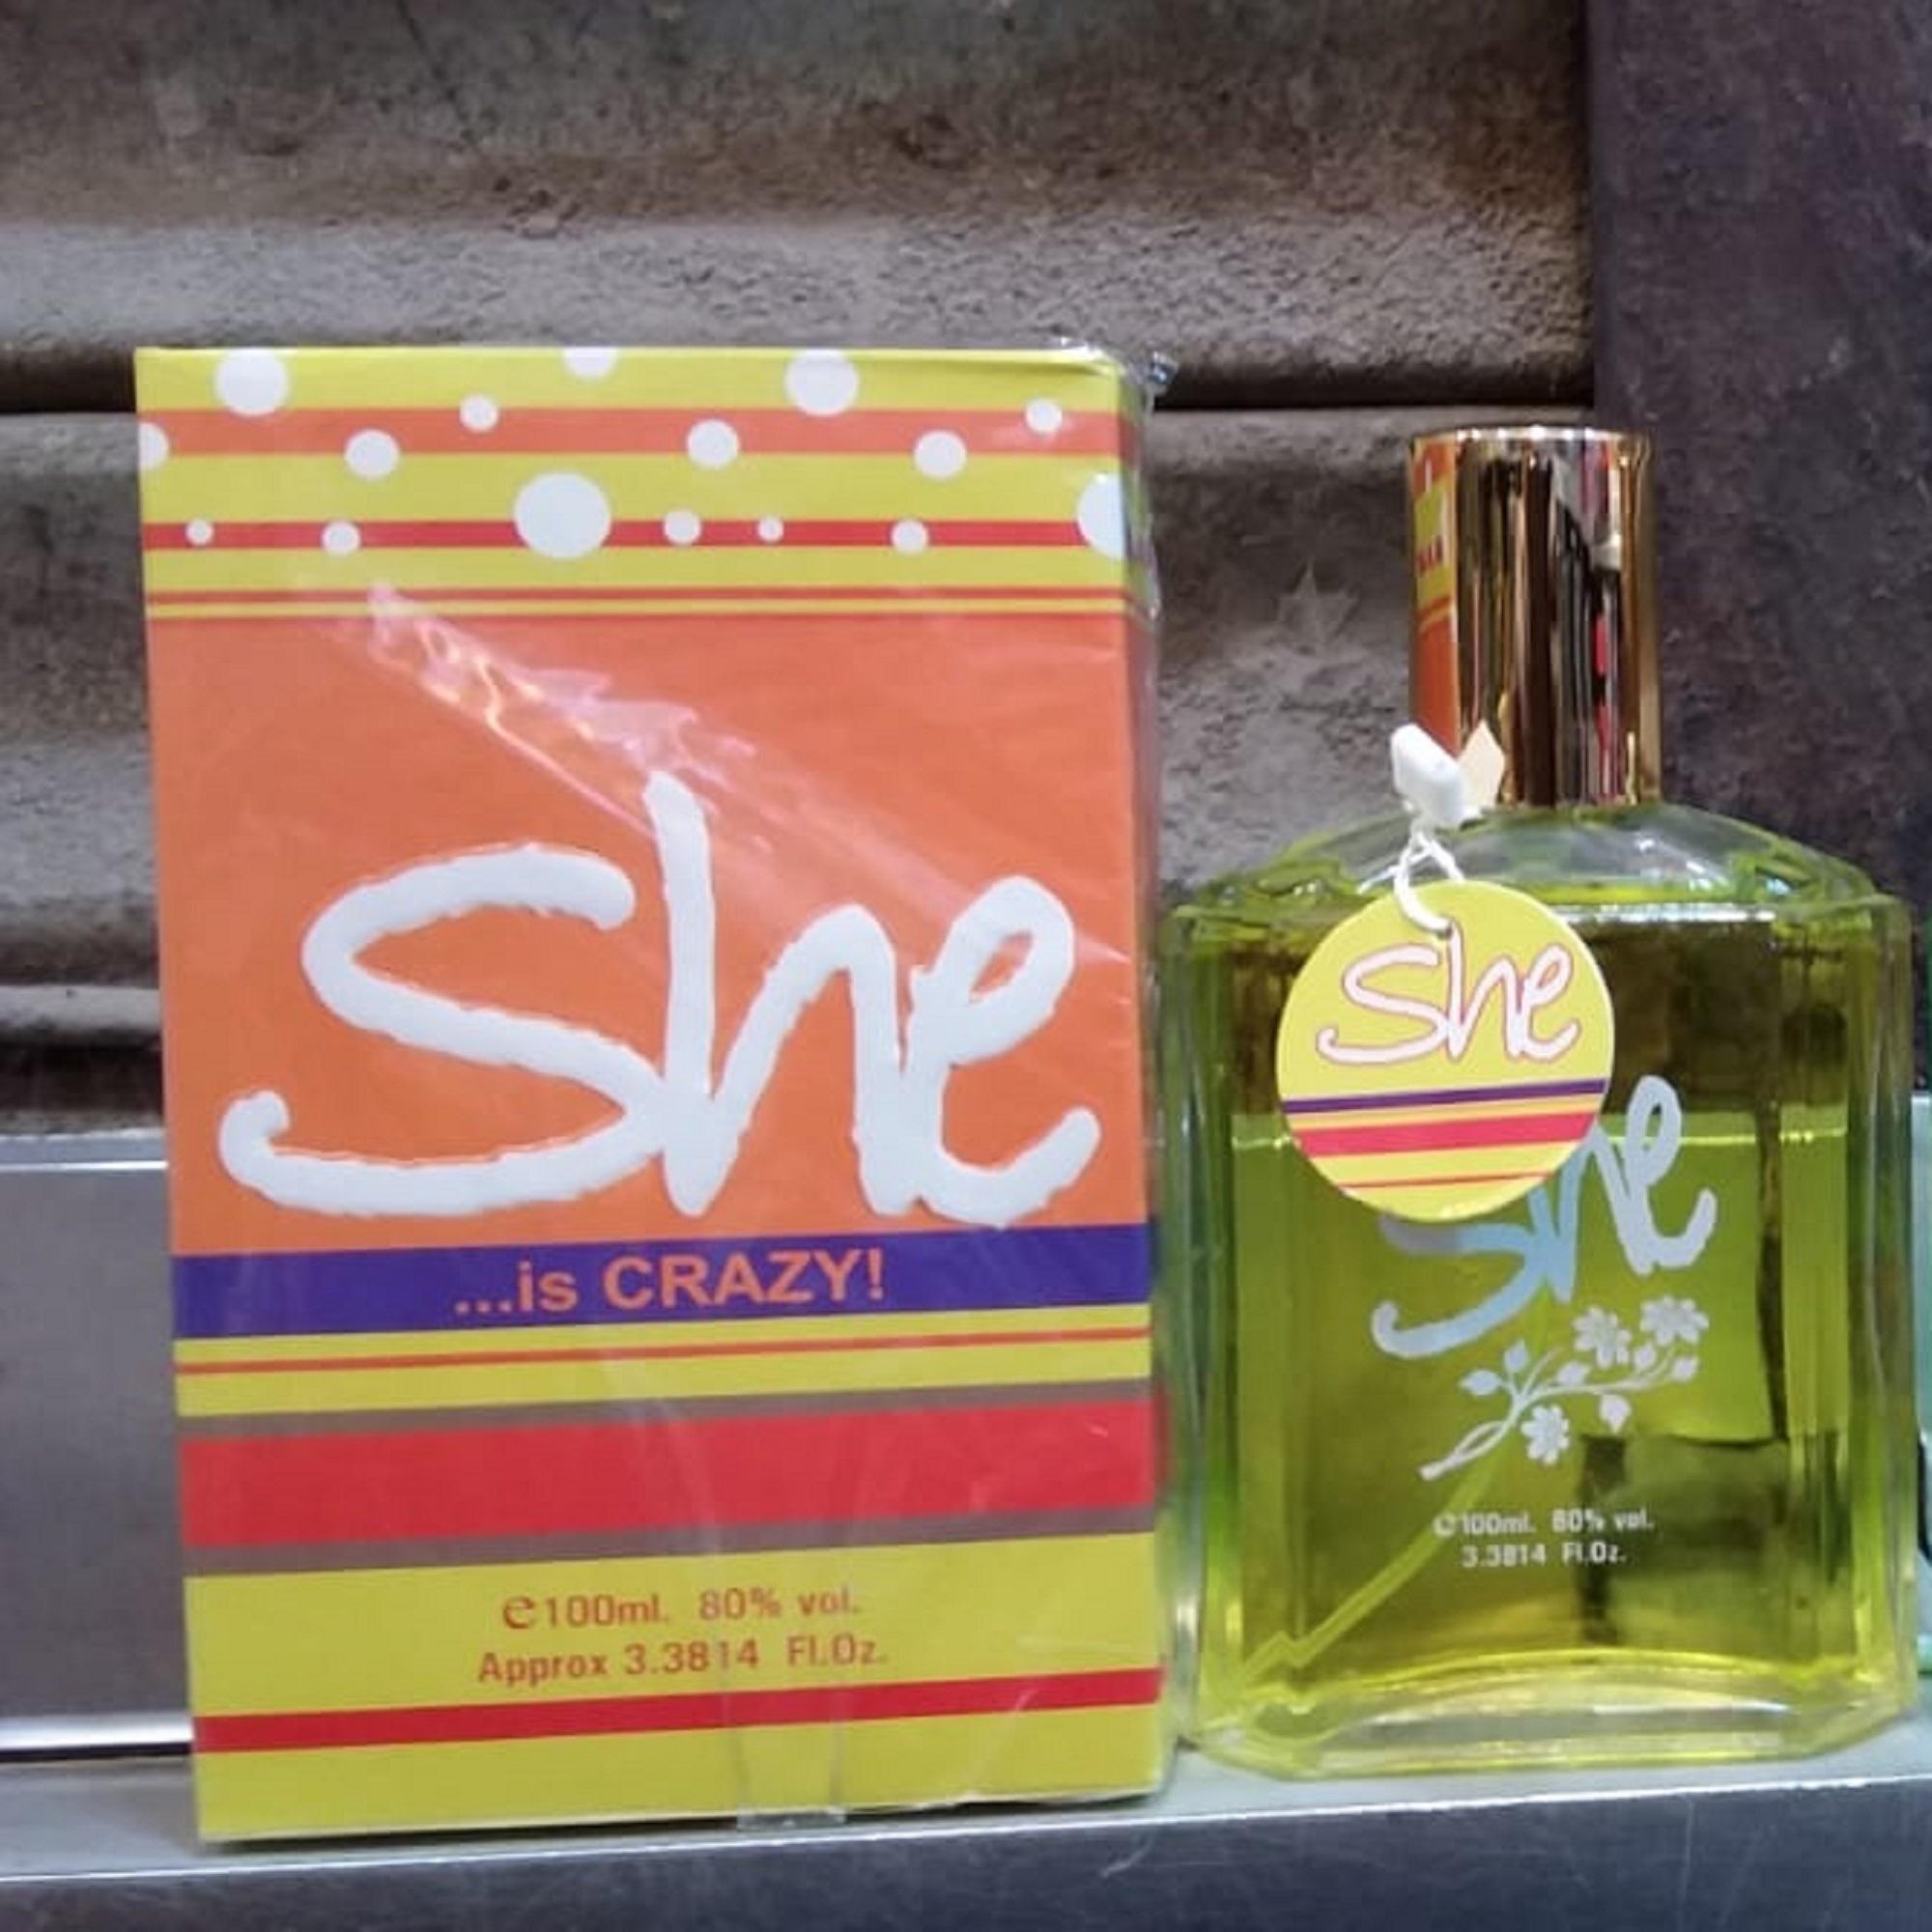 She
...is CRAZY!
℮100ml. 80% vol.
Approx 3.3814 Fl.Oz.
She
She
℮100ml. 80% vol.
3.3814 Fl.Oz.